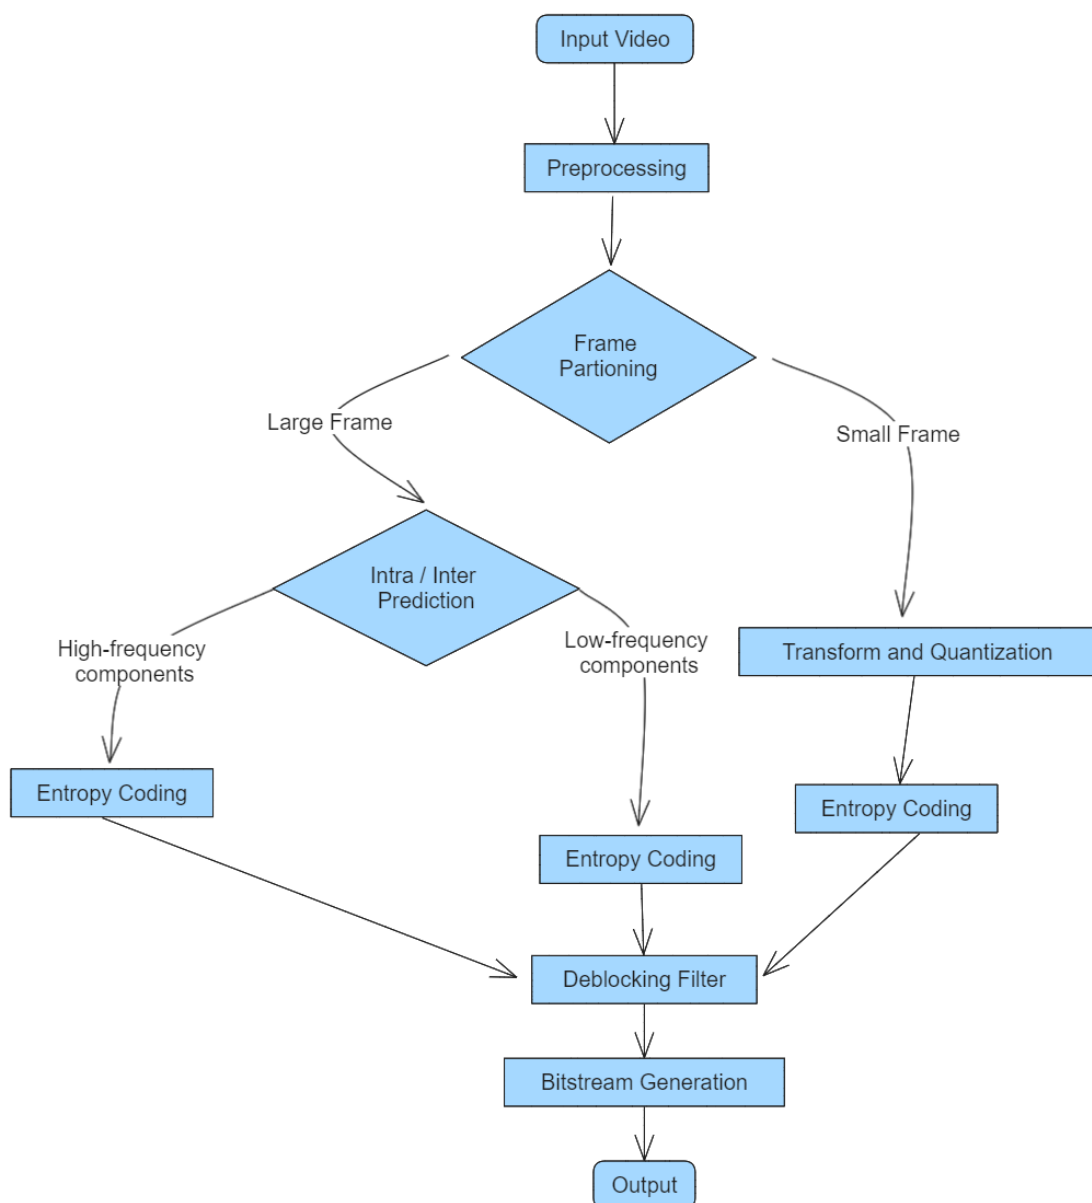 Input Video
Preprocessing
Frame
Partioning
Large Frame
Small Frame
Intra / Inter
Prediction
High-frequency
components
Low-frequency
components
Transform and Quantization
Entropy Coding
Entropy Coding
Entropy Coding
Deblocking Filter
Bitstream Generation
Output